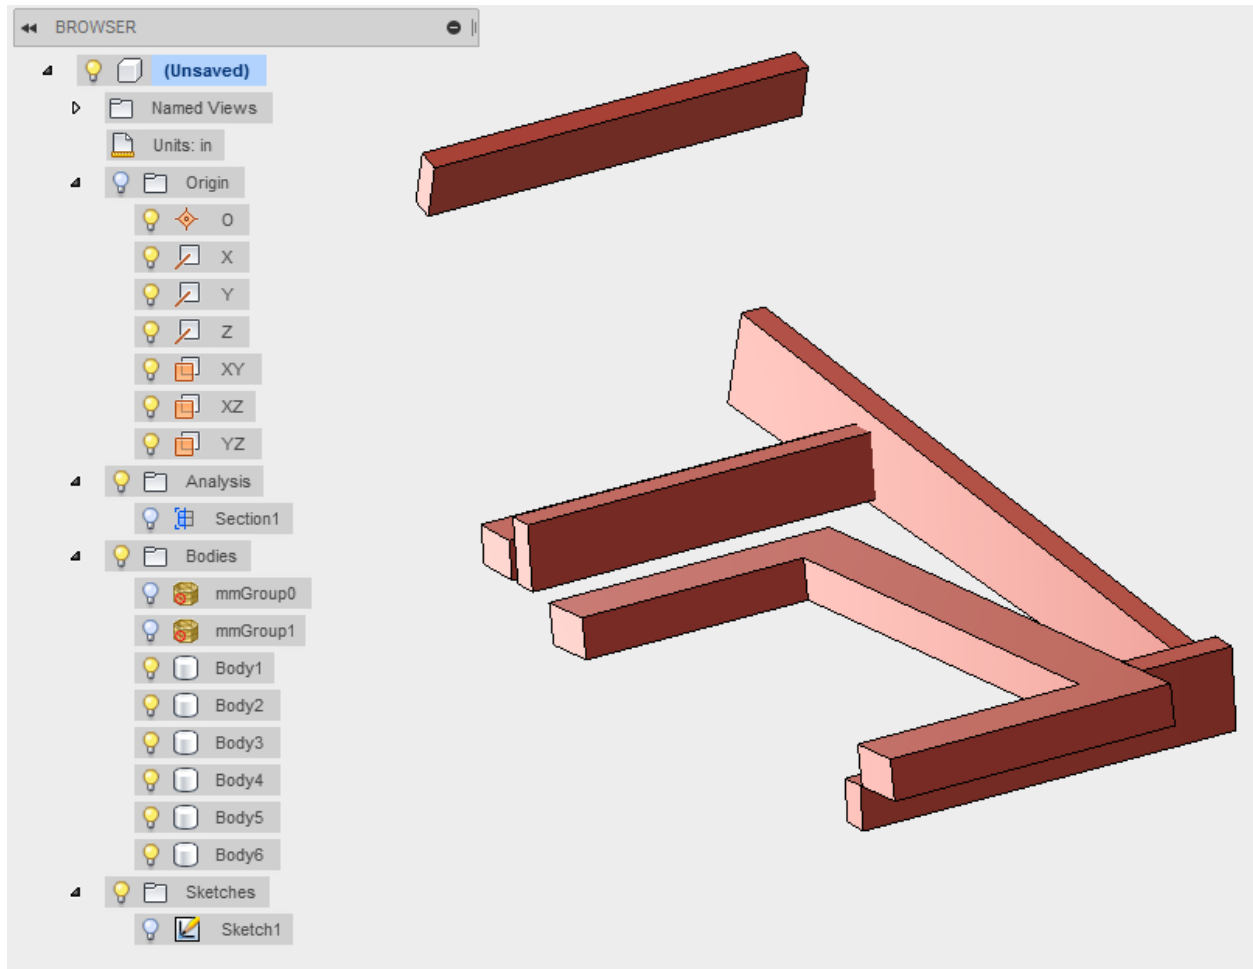 BROWSER
(Unsaved)
Named Views
Units: in
Origin
O
X
Y
Z
XY
XZ
YZ
Analysis
Section1
Bodies
mmGroup0
mmGroup1
Body1
Body2
Body3
Body4
Body5
Body6
Sketches
Sketch1